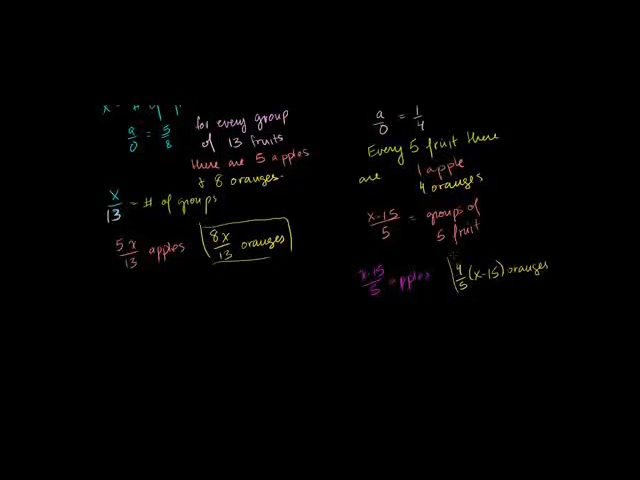 a/o = 5/8
for every group
of 13 fruits
there are 5 apples
+ 8 oranges.
x/13 = # of groups
5x/13 apples
8x/13 oranges
a/o = 1/4
Every 5 fruit there
are 1 apple
4 oranges
x-15/5 = groups of
5 fruit
x-15/5 apples
4/5 (x-15) oranges